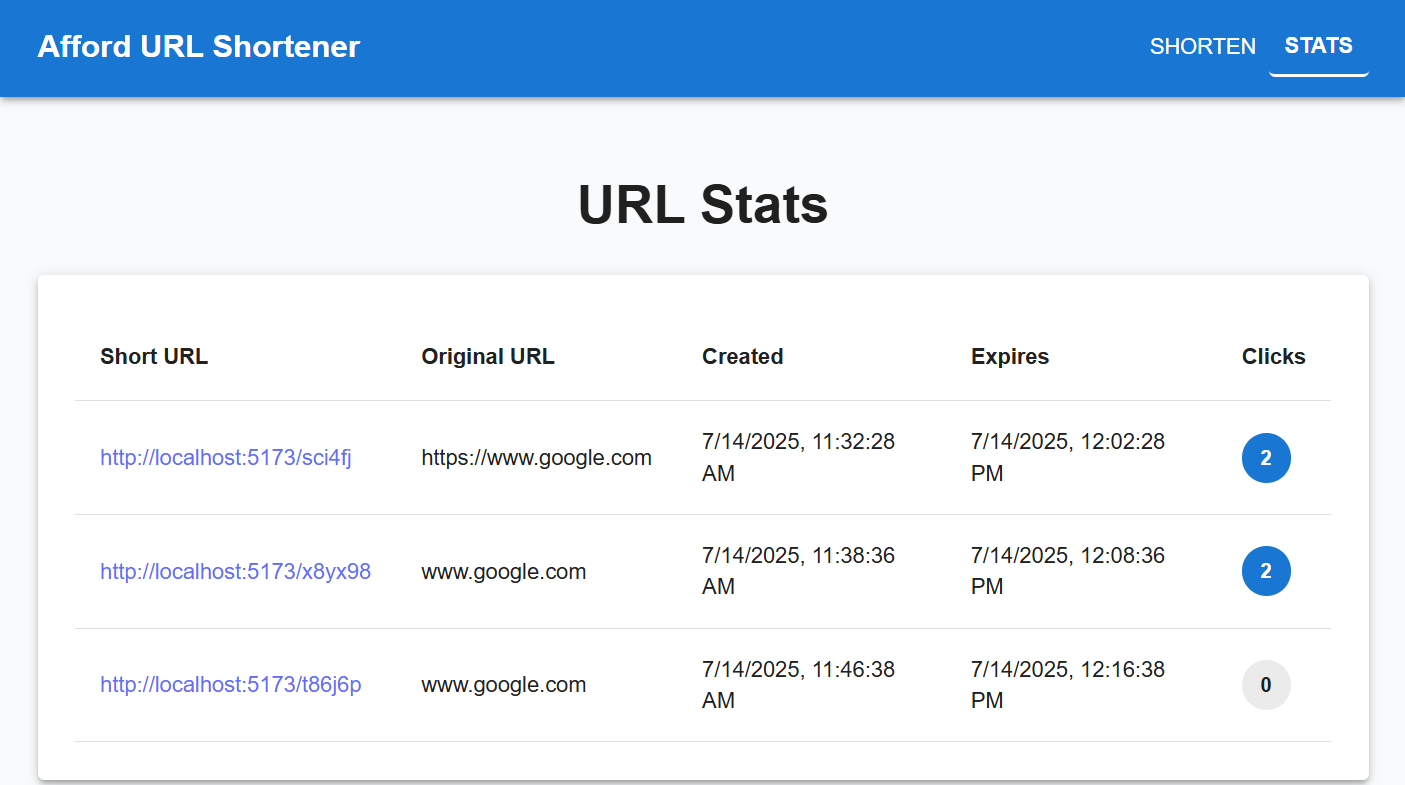 Afford URL Shortener
SHORTEN
STATS
URL Stats
Short URL Original URL Created Expires Clicks
http://localhost:5173/sci4fj https://www.google.com 7/14/2025, 11:32:28 7/14/2025, 12:02:28 2
AM PM
http://localhost:5173/x8yx98 www.google.com 7/14/2025, 11:38:36 7/14/2025, 12:08:36 2
AM PM
http://localhost:5173/t86j6p www.google.com 7/14/2025, 11:46:38 7/14/2025, 12:16:38 0
AM PM